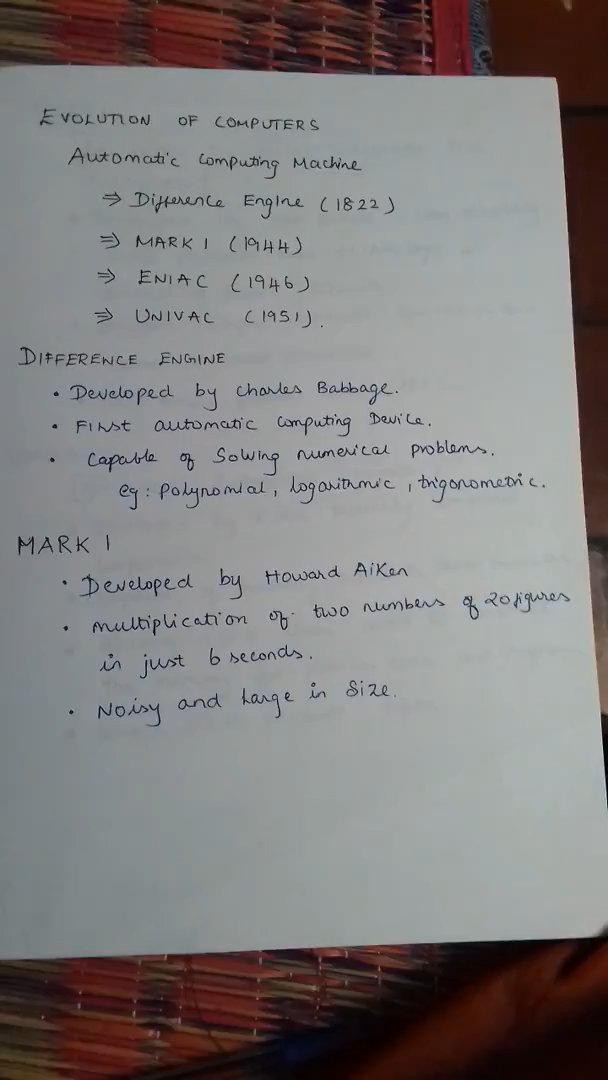 EVOLUTION OF COMPUTERS
Automatic Computing Machine
⇒ Difference Engine (1822)
⇒ MARK I (1944)
⇒ ENIAC (1946)
⇒ UNIVAC (1951).
DIFFERENCE ENGINE
• Developed by Charles Babbage.
• First automatic Computing Device.
• Capable of Solving numerical problems.
eg: polynomial, logarithmic, trigonometric.
MARK I
• Developed by Howard Aiken
• Multiplication of two numbers of 20 figures
in just 6 seconds.
• Noisy and Large in Size.